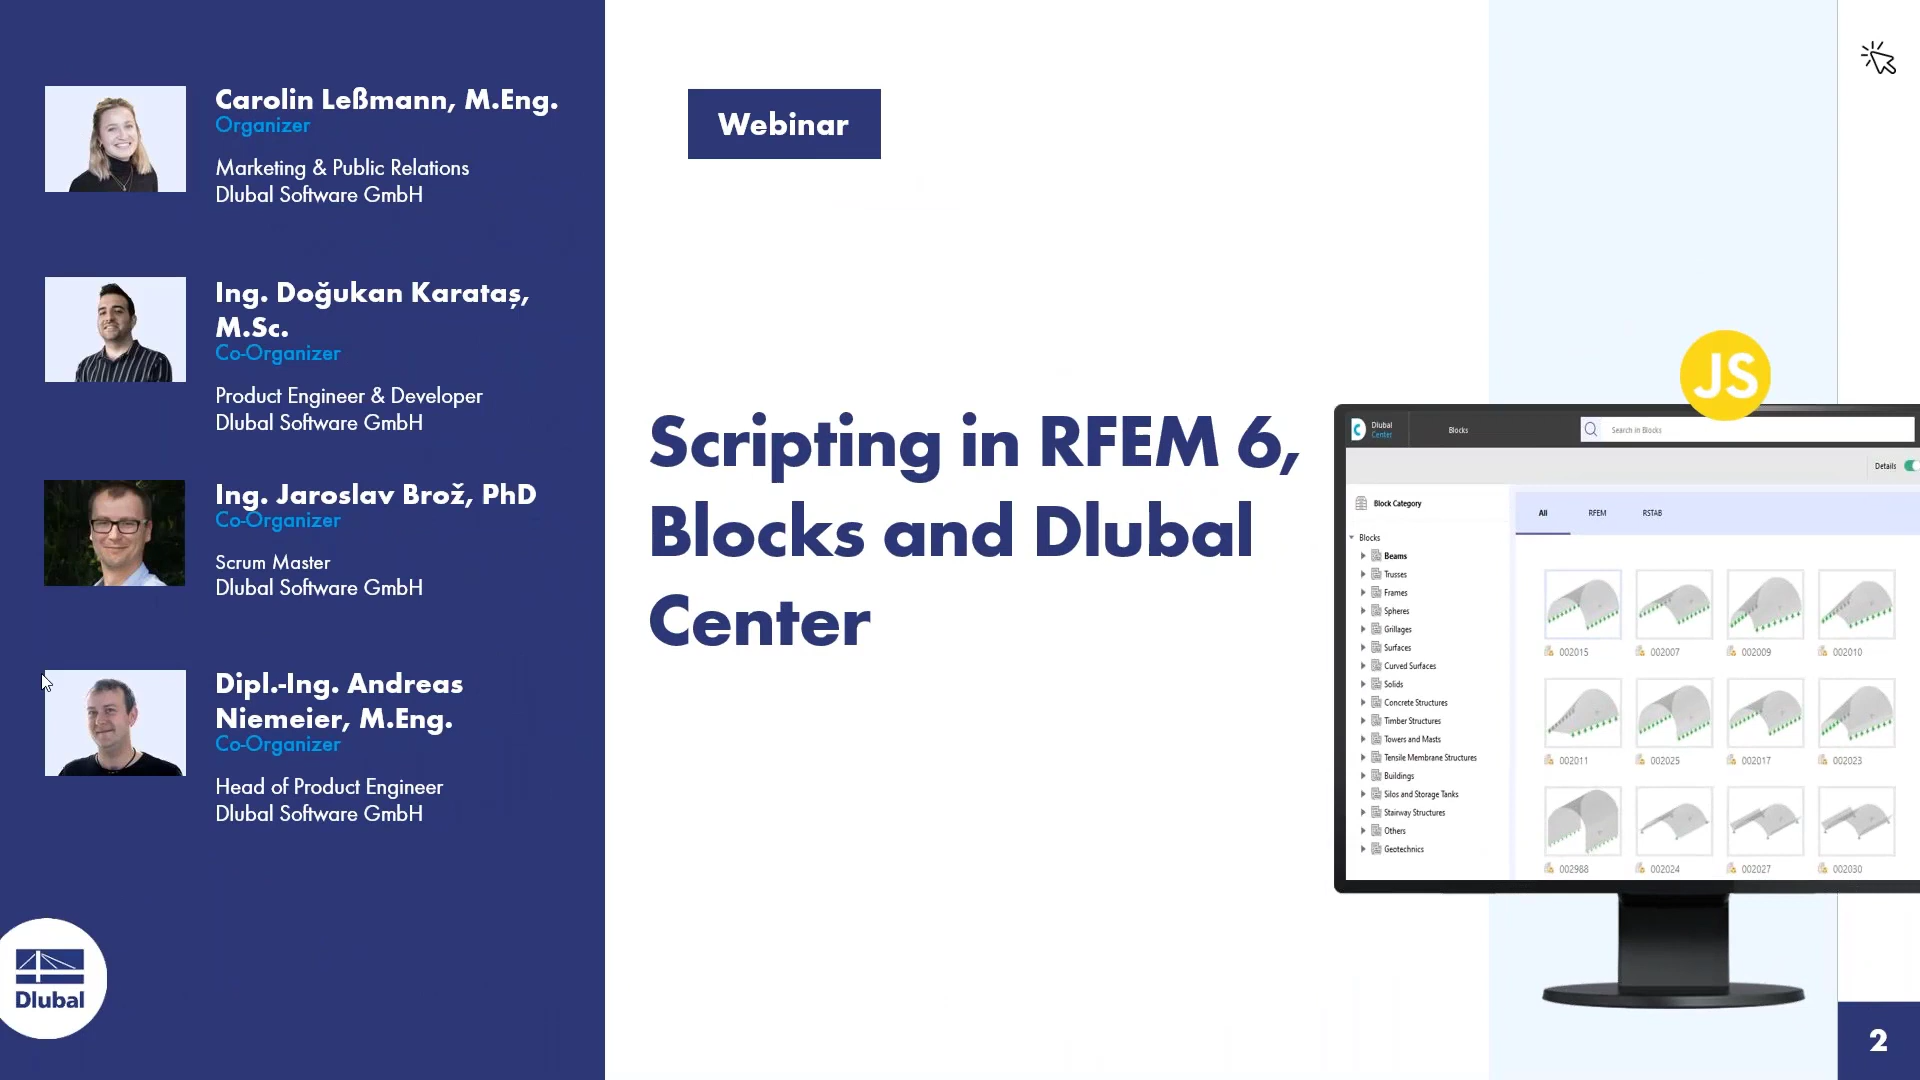 Carolin Leßmann, M.Eng.
Organizer
Marketing & Public Relations
Dlubal Software GmbH
Ing. Doğukan Karataş,
M.Sc.
Co-Organizer
Product Engineer & Developer
Dlubal Software GmbH
Ing. Jaroslav Brož, PhD
Co-Organizer
Scrum Master
Dlubal Software GmbH
Dipl.-Ing. Andreas
Niemeier, M.Eng.
Co-Organizer
Head of Product Engineer
Dlubal Software GmbH
Dlubal
Webinar
Scripting in RFEM 6,
Blocks and Dlubal
Center
JS
Dlubal
Center
Blocks
Search in Blocks
Details
Block Category
All RFEM RSTAB
Blocks
Beams
Trusses
Frames
Spheres
Grillages
Surfaces
Curved Surfaces
Solids
Concrete Structures
Timber Structures
Towers and Masts
Tensile Membrane Structures
Buildings
Silos and Storage Tanks
Stairway Structures
Others
Geotechnics
002015 002007 002009 002010
002011 002025 002017 002023
002988 002024 002027 002030
2